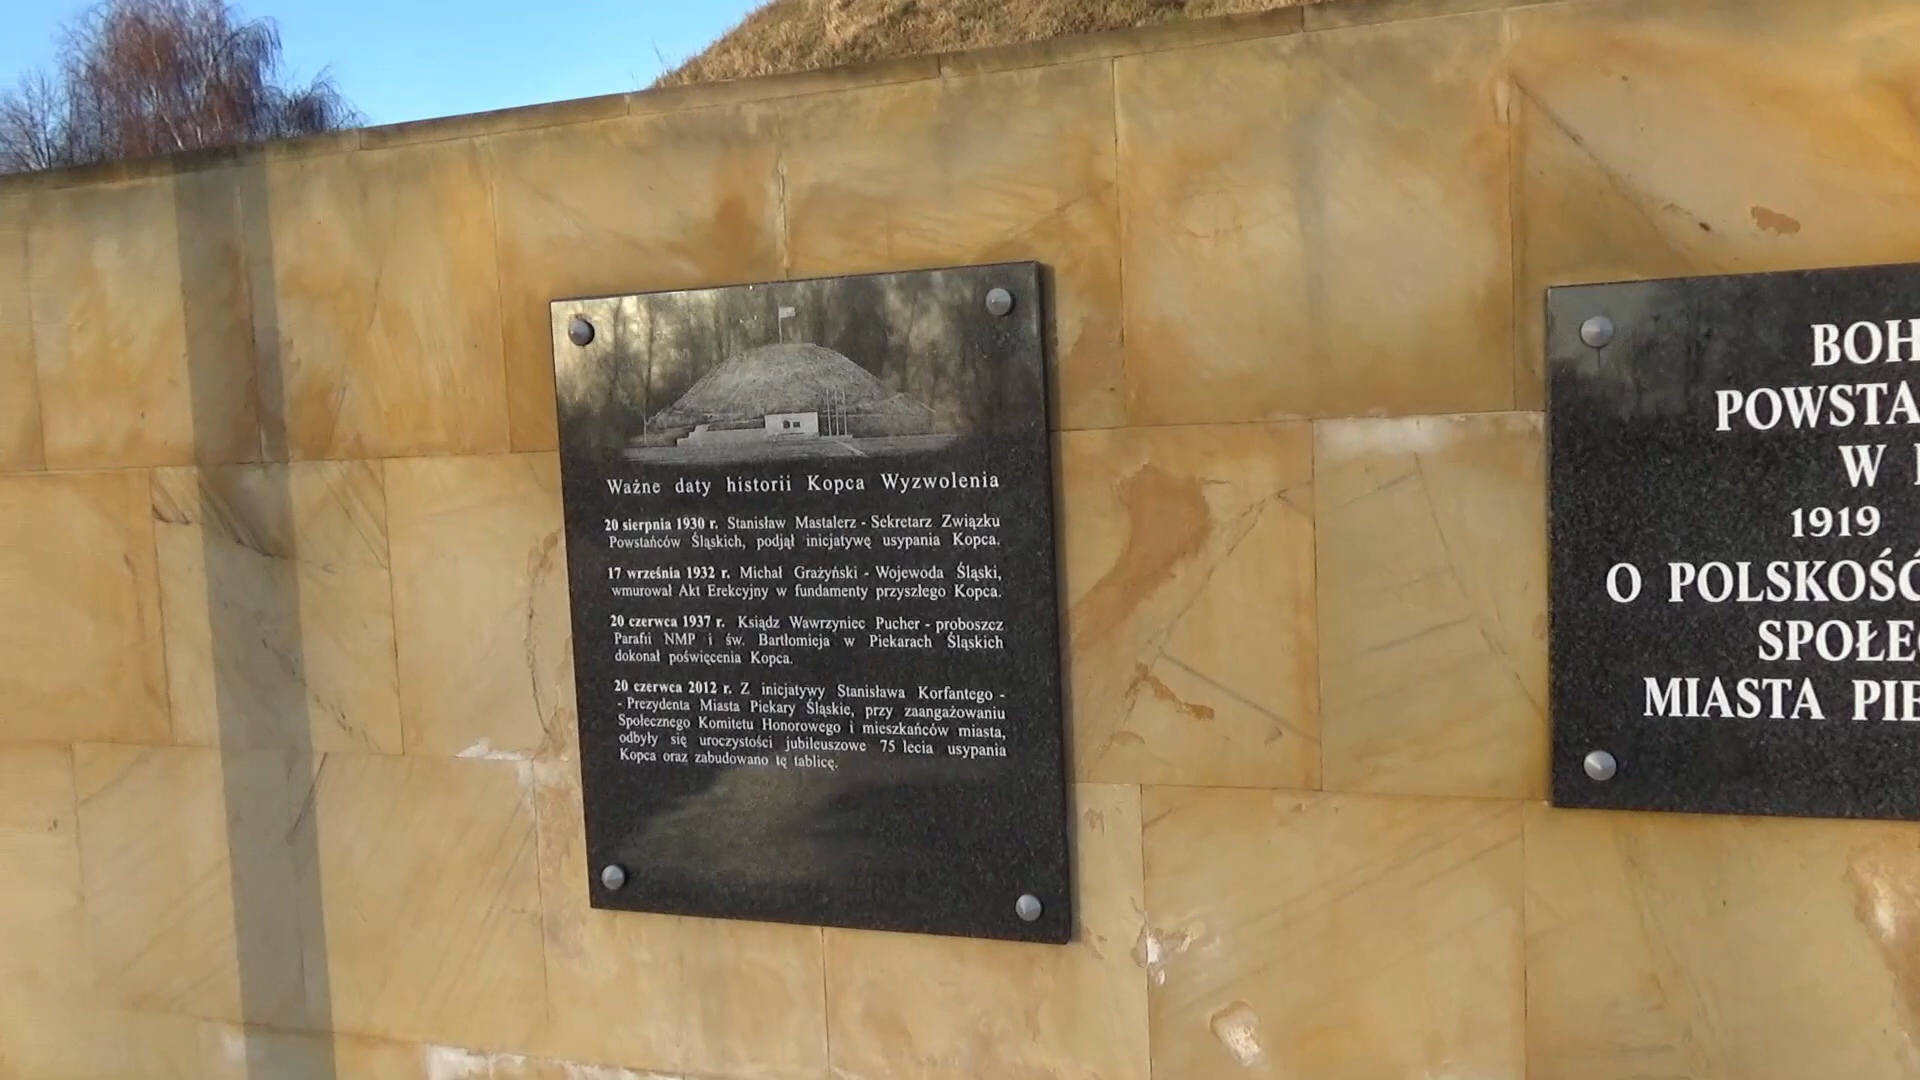 Ważne daty historii Kopca Wyzwolenia
20 sierpnia 1930 r. Stanisław Mastalerz - Sekretarz Związku
Powstańców Śląskich, podjął inicjatywę usypania Kopca.
17 września 1932 r. Michał Grażyński - Wojewoda Śląski,
wmurował Akt Erekcyjny w fundamenty przyszłego Kopca.
20 czerwca 1937 r. Ksiądz Wawrzyniec Pucher - proboszcz
Parafii NMP i św. Bartłomieja w Piekarach Śląskich
dokonał poświęcenia Kopca.
20 czerwca 2012 r. Z inicjatywy Stanisława Korfantego -
- Prezydenta Miasta Piekary Śląskie, przy zaangażowaniu
Społecznego Komitetu Honorowego i mieszkańców miasta,
odbyły się uroczystości jubileuszowe 75 lecia usypania
Kopca oraz zabudowano tę tablicę.
BOH
POWSTA
W
1919
O POLSKOŚĆ
SPOŁE
MIASTA PIE